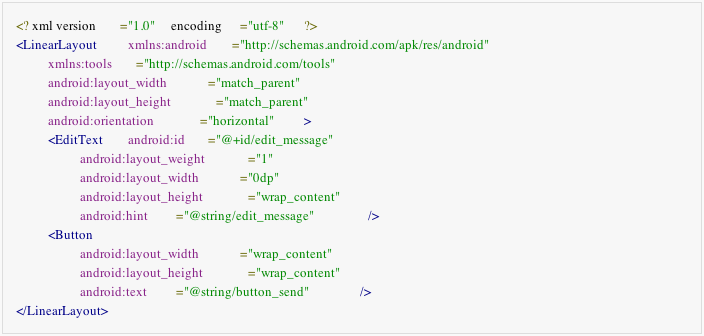 <? xml version="1.0" encoding="utf-8" ?>
<LinearLayout xmlns:android="http://schemas.android.com/apk/res/android"
xmlns:tools="http://schemas.android.com/tools"
android:layout_width="match_parent"
android:layout_height="match_parent"
android:orientation="horizontal" >
<EditText android:id="@+id/edit_message"
android:layout_weight="1"
android:layout_width="0dp"
android:layout_height="wrap_content"
android:hint="@string/edit_message" />
<Button
android:layout_width="wrap_content"
android:layout_height="wrap_content"
android:text="@string/button_send" />
</LinearLayout>